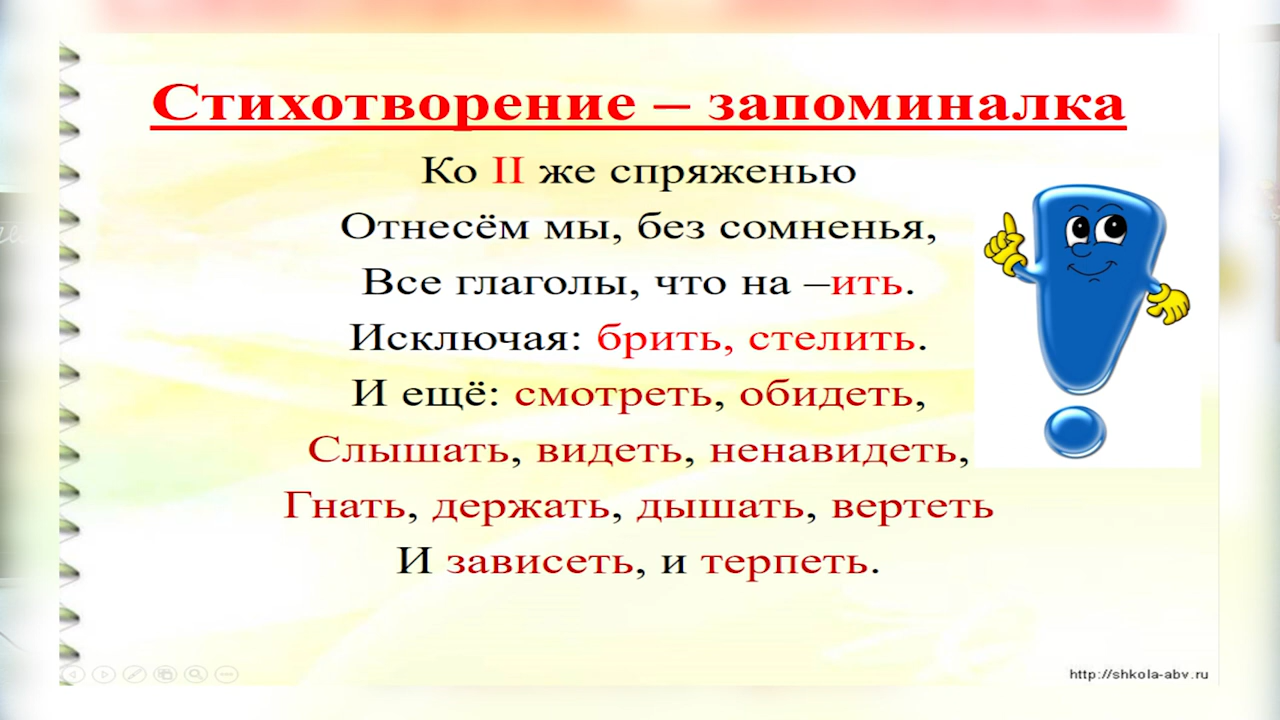 Стихотворение – запоминалка
Ко II же спряженью
Отнесём мы, без сомненья,
Все глаголы, что на –ить.
Исключая: брить, стелить.
И ещё: смотреть, обидеть,
Слышать, видеть, ненавидеть,
Гнать, держать, дышать, вертеть
И зависеть, и терпеть.
http://shkola-abv.ru